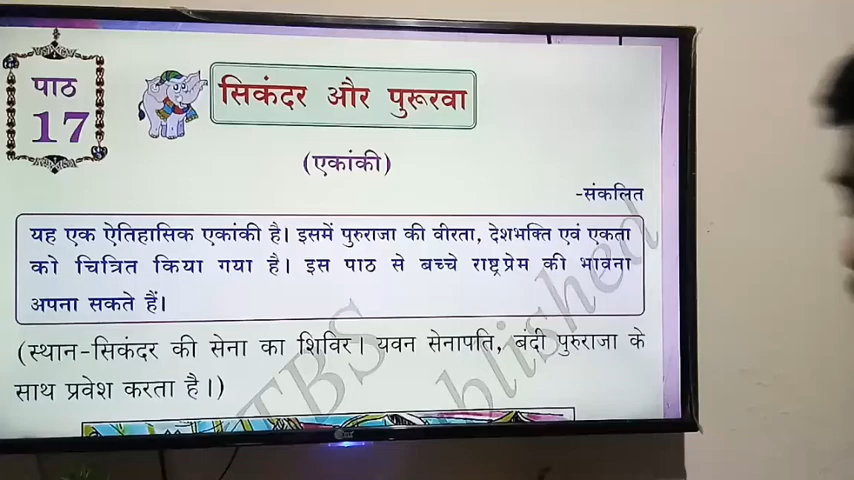 पाठ
17
सिकंदर और पुरूरवा
(एकांकी)
-संकलित
यह एक ऐतिहासिक एकांकी है। इसमें पुरुराजा की वीरता, देशभक्ति एवं एकता
को चित्रित किया गया है। इस पाठ से बच्चे राष्ट्रप्रेम की भावना
अपना सकते हैं।
(स्थान-सिकंदर की सेना का शिविर। यवन सेनापति, बंदी पुरुराजा के
साथ प्रवेश करता है।)